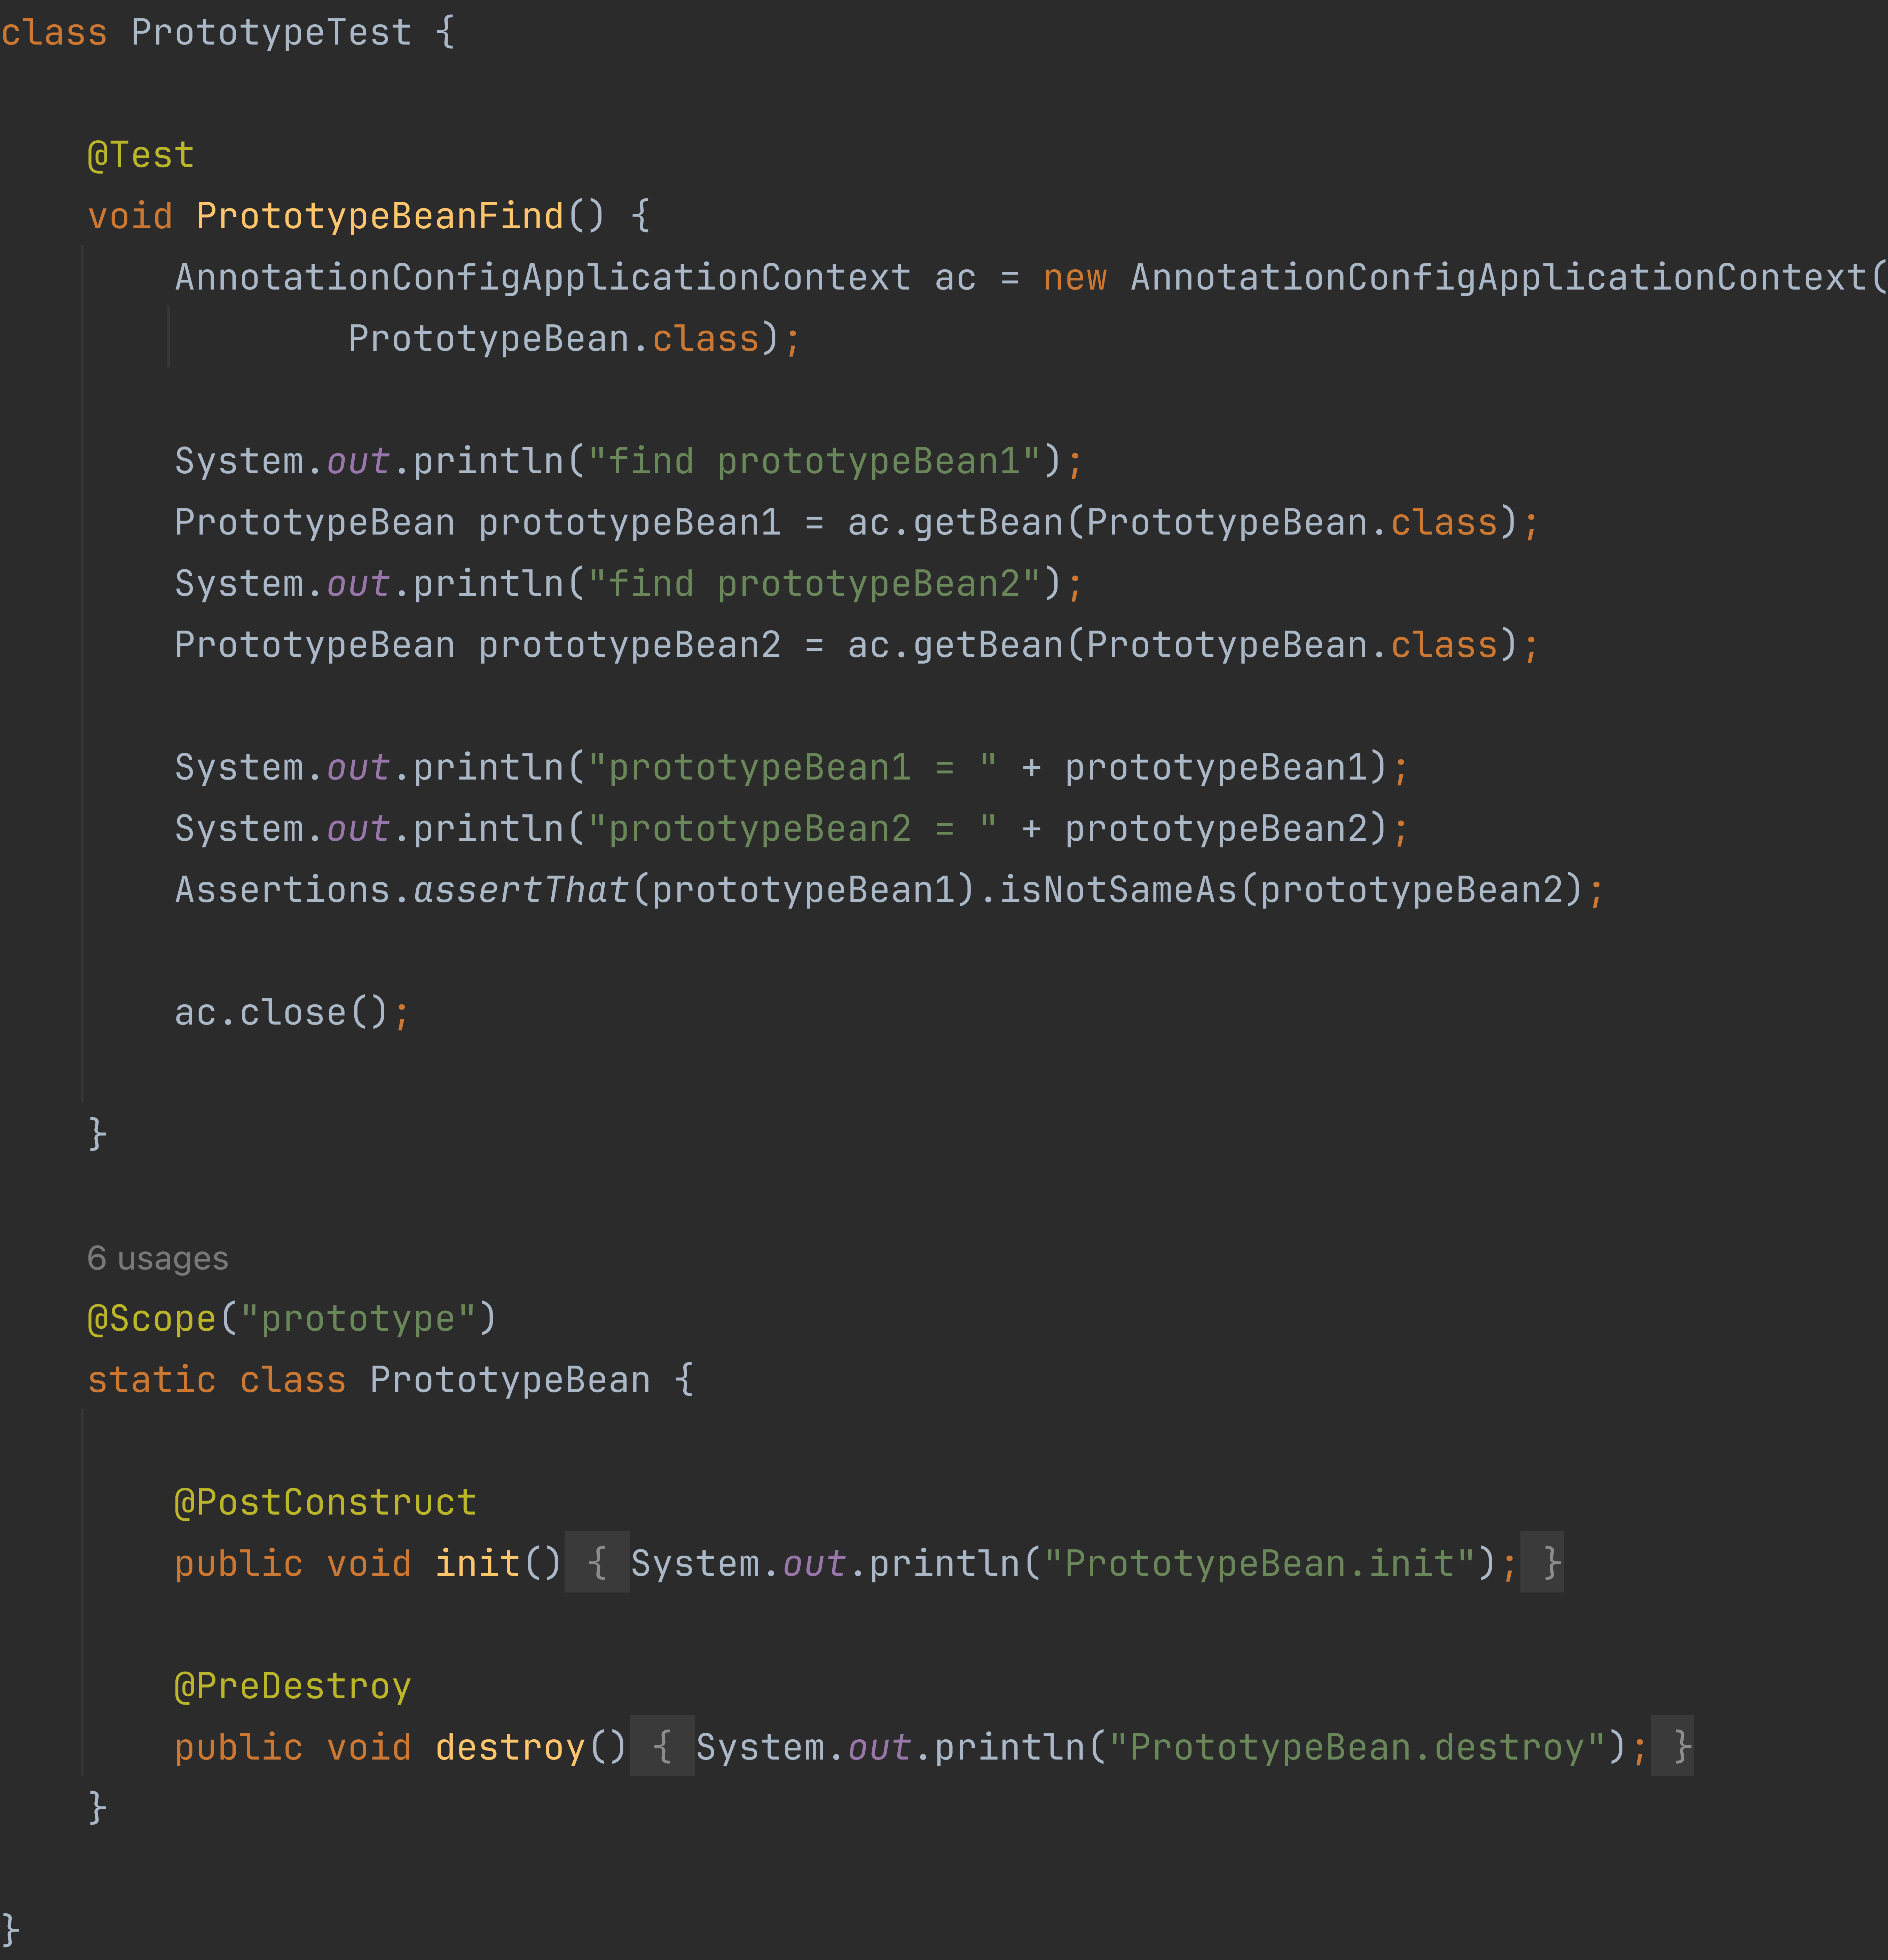 class PrototypeTest {
@Test
void PrototypeBeanFind() {
AnnotationConfigApplicationContext ac = new AnnotationConfigApplicationContext(
PrototypeBean.class);
System.out.println("find prototypeBean1");
PrototypeBean prototypeBean1 = ac.getBean(PrototypeBean.class);
System.out.println("find prototypeBean2");
PrototypeBean prototypeBean2 = ac.getBean(PrototypeBean.class);
System.out.println("prototypeBean1 = " + prototypeBean1);
System.out.println("prototypeBean2 = " + prototypeBean2);
Assertions.assertThat(prototypeBean1).isNotSameAs(prototypeBean2);
ac.close();
}
6 usages
@Scope("prototype")
static class PrototypeBean {
@PostConstruct
public void init() { System.out.println("PrototypeBean.init"); }
@PreDestroy
public void destroy() { System.out.println("PrototypeBean.destroy"); }
}
}